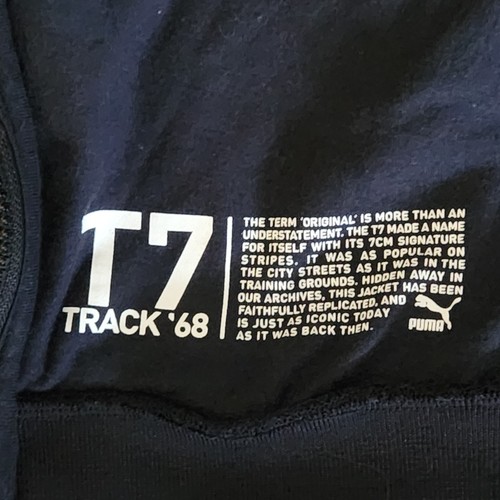 T7
TRACK '68
THE TERM 'ORIGINAL' IS MORE THAN AN
UNDERSTATEMENT. THE T7 MADE A NAME
FOR ITSELF WITH ITS 7CM SIGNATURE
STRIPES. IT WAS AS POPULAR ON
THE CITY STREETS AS IT WAS IN THE
TRAINING GROUNDS. HIDDEN AWAY IN
OUR ARCHIVES, THIS JACKET HAS BEEN
FAITHFULLY REPLICATED. AND
IS JUST AS ICONIC TODAY
AS IT WAS BACK THEN.
PUMA